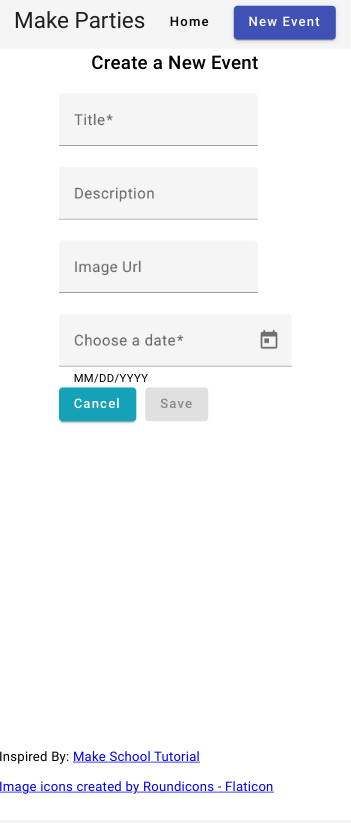 Make Parties Home New Event
Create a New Event
Title*
Description
Image Url
Choose a date*
MM/DD/YYYY
Cancel Save
Inspired By: Make School Tutorial
Image icons created by Roundicons - Flaticon